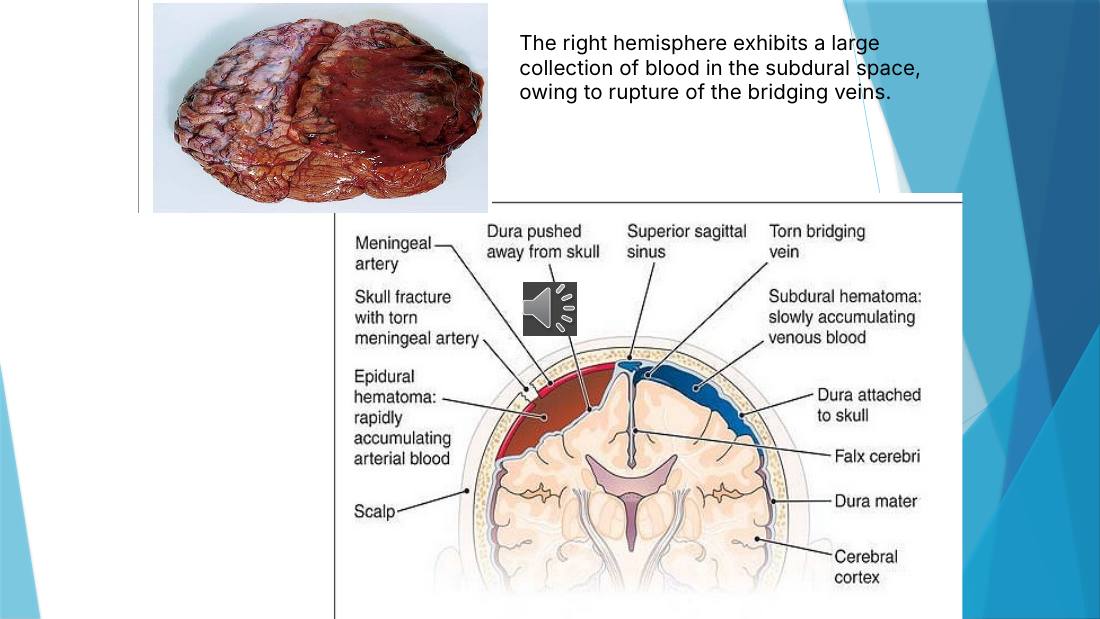 The right hemisphere exhibits a large
collection of blood in the subdural space,
owing to rupture of the bridging veins.
Meningeal
artery
Dura pushed
away from skull
Superior sagittal
sinus
Torn bridging
vein
Skull fracture
with torn
meningeal artery
Subdural hematoma:
slowly accumulating
venous blood
Epidural
hematoma:
rapidly
accumulating
arterial blood
Dura attached
to skull
Falx cerebri
Scalp
Dura mater
Cerebral
cortex